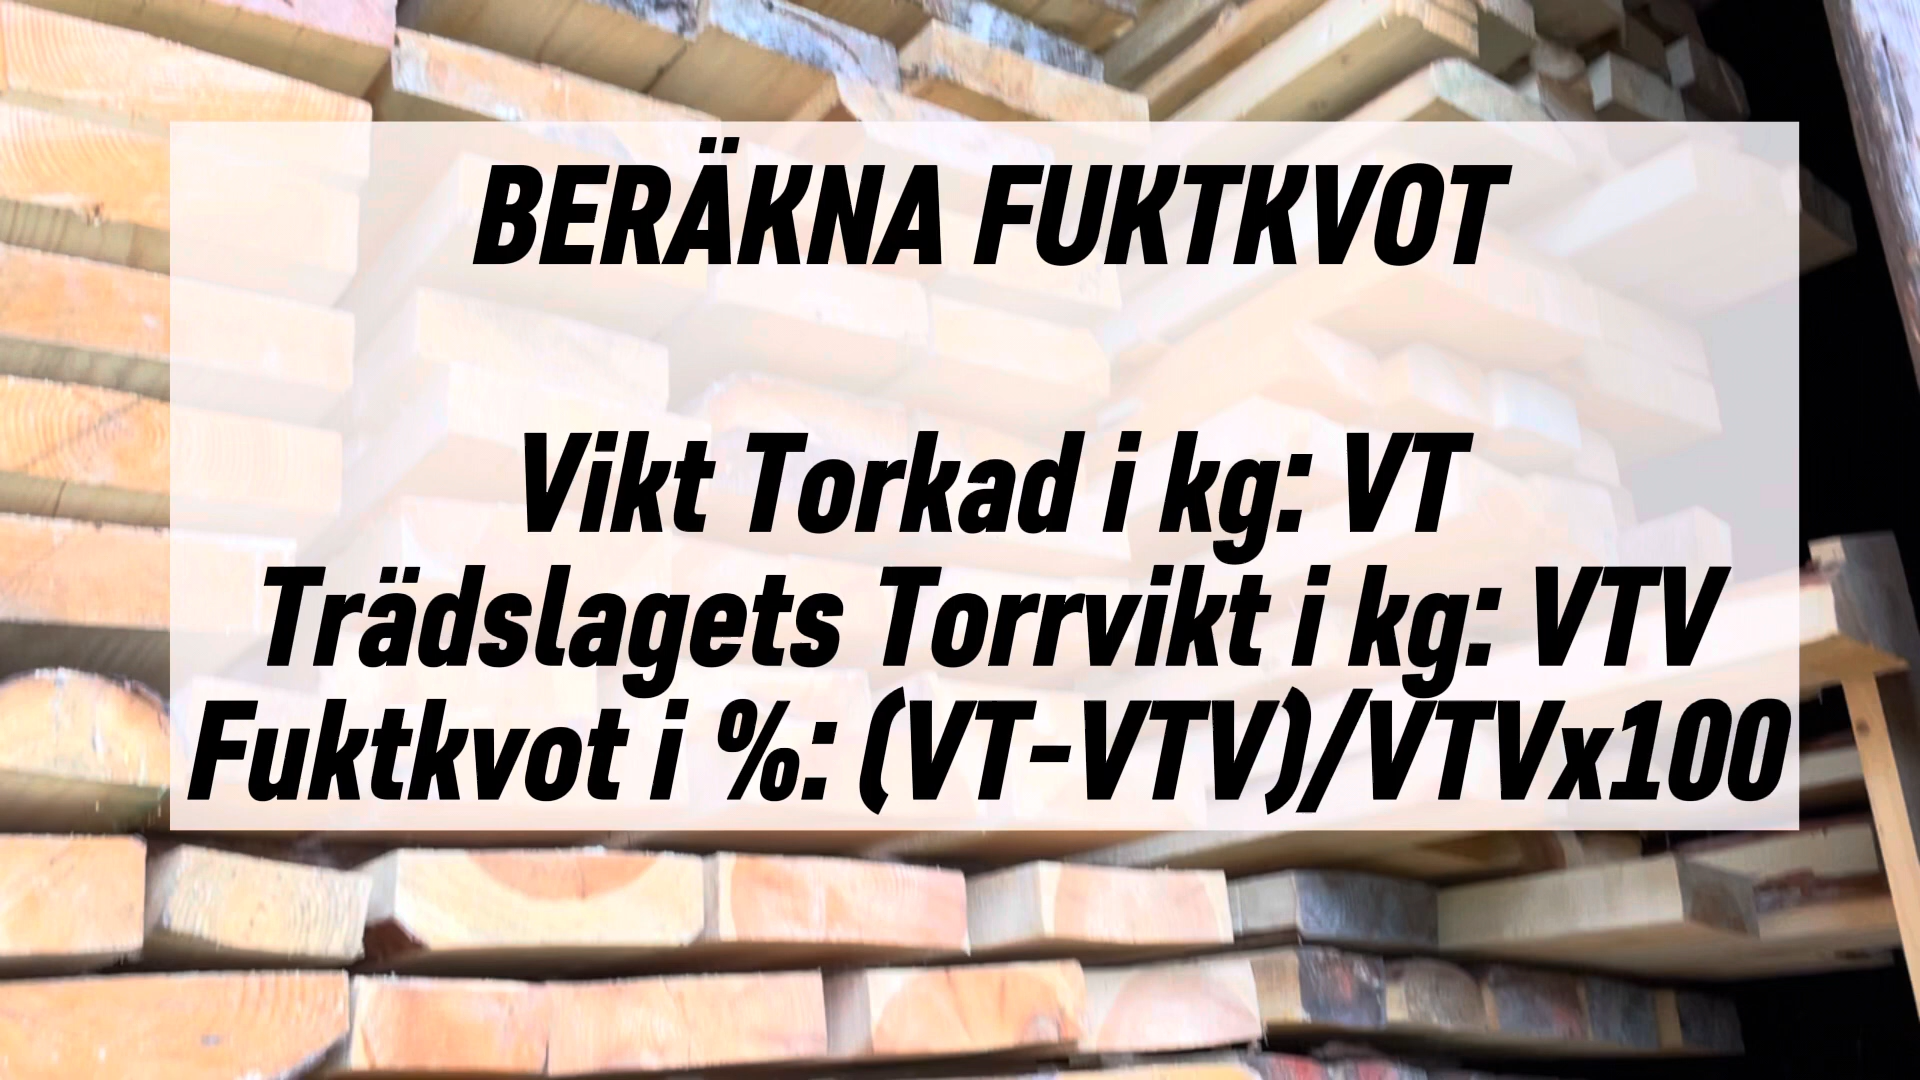 BERÄKNA FUKTKVOT
Vikt Torkad i kg: VT
Trädslagets Torrvikt i kg: VTV
Fuktkvot i %: (VT-VTV)/VTVx100